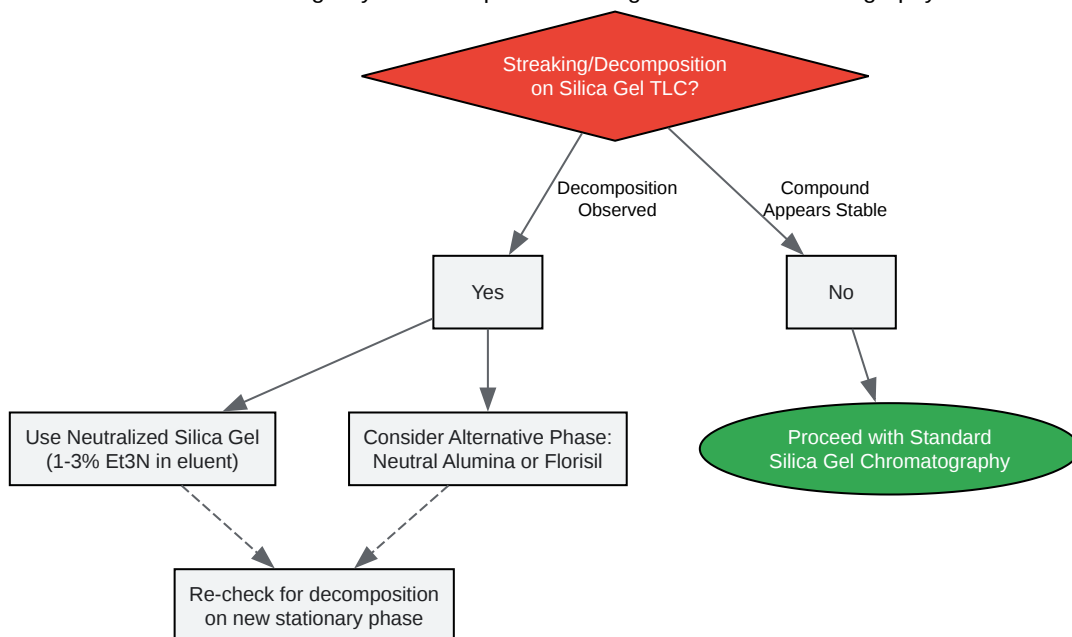 Streaking/Decomposition
on Silica Gel TLC?
Decomposition
Observed
Compound
Appears Stable
Yes
No
Use Neutralized Silica Gel
(1-3% Et3N in eluent)
Consider Alternative Phase:
Neutral Alumina or Florisil
Proceed with Standard
Silica Gel Chromatography
Re-check for decomposition
on new stationary phase